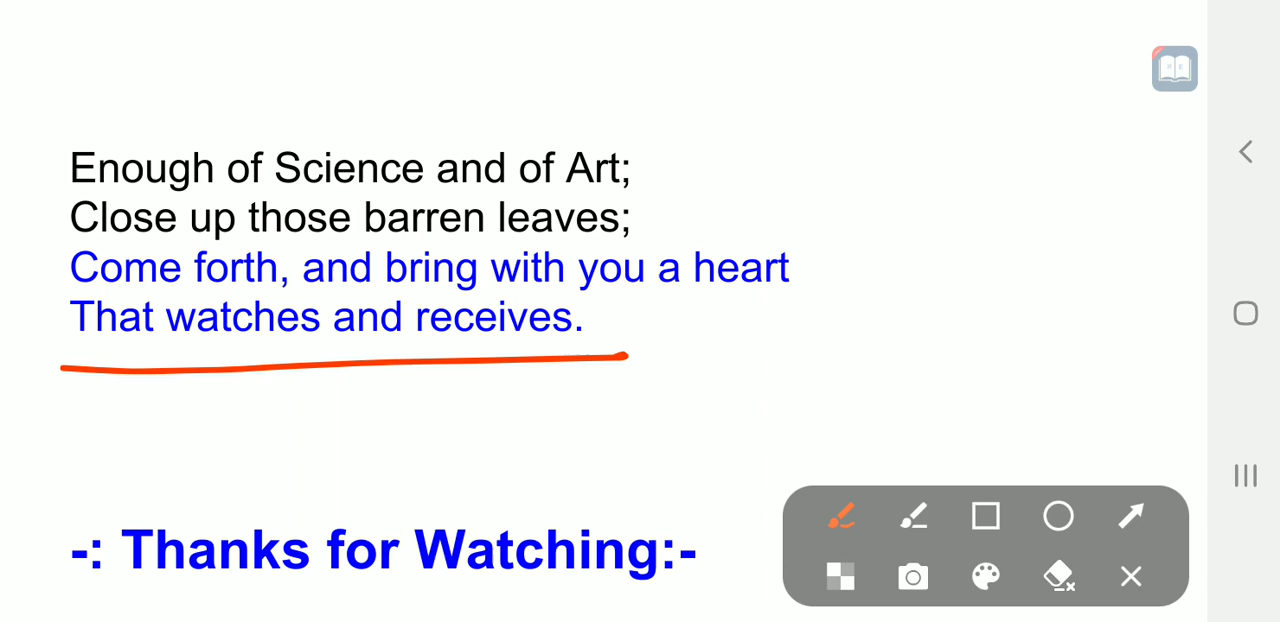 Enough of Science and of Art;
Close up those barren leaves;
Come forth, and bring with you a heart
That watches and receives.
-: Thanks for Watching:-